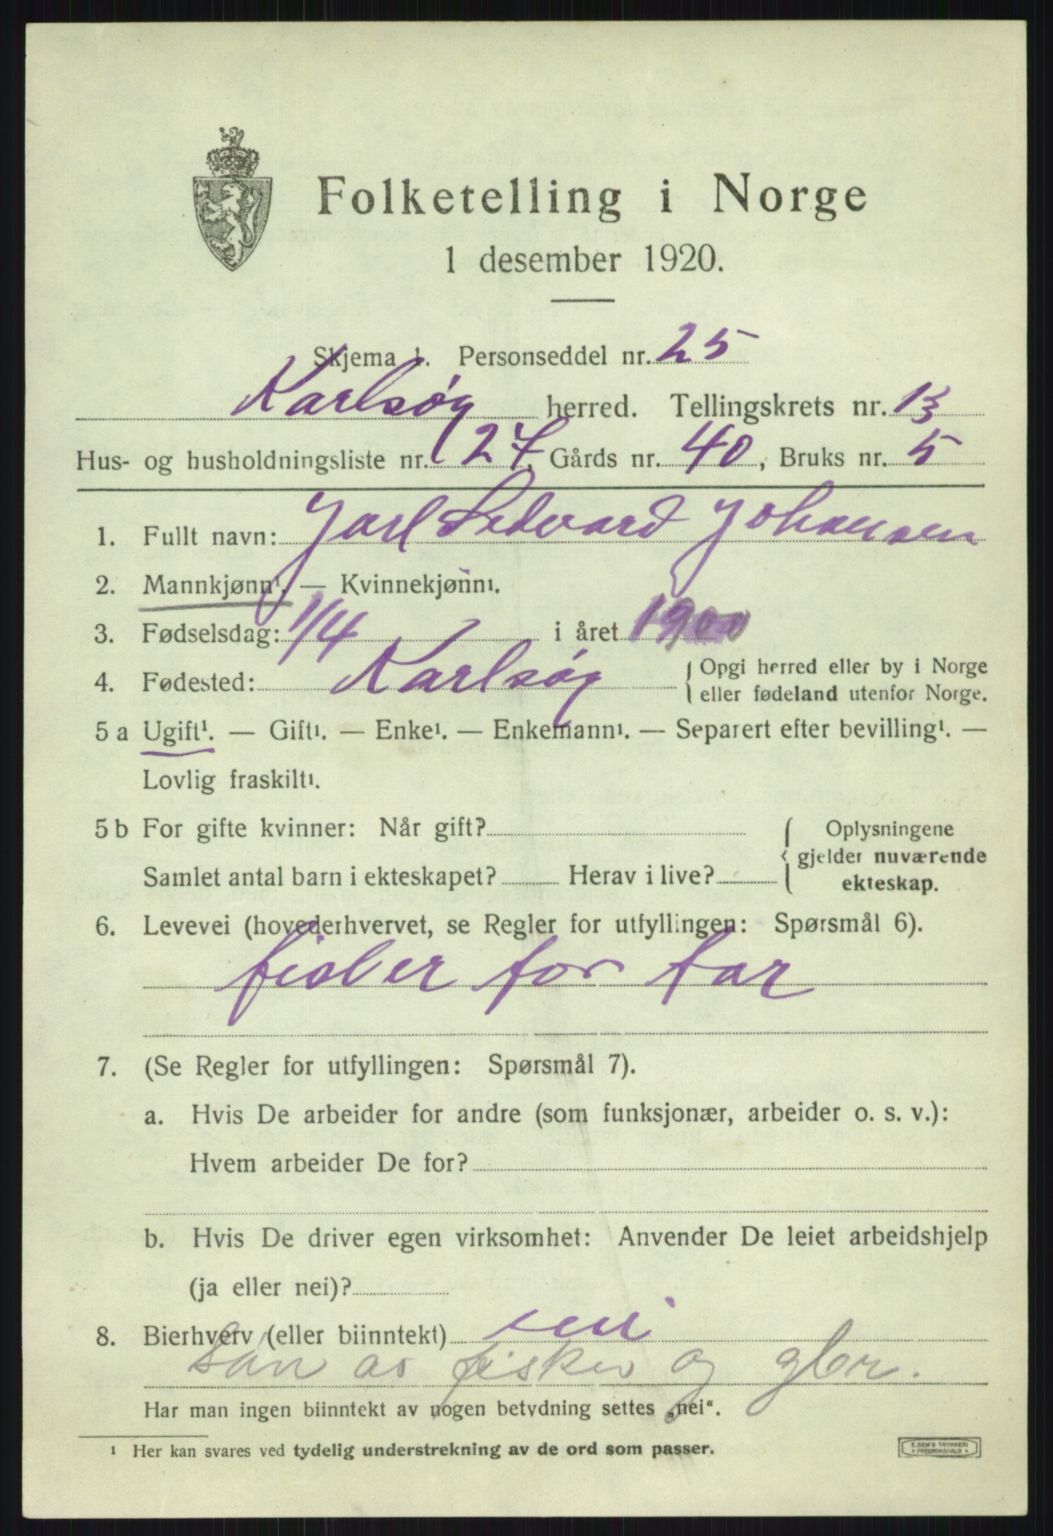 Folketelling i Norge
1 desember 1920.
Skjema 1. Personseddel nr. 25
Karlsøy herred. Tellingskrets nr. 13
Hus- og husholdningsliste nr. 127, Gårds nr. 40, Bruks nr. 5
1. Fullt navn: Jarl Edvard Johansen
2. Mannkjønn¹. — Kvinnekjønn¹.
3. Fødselsdag: 1/4 i året 1900
4. Fødested: Karlsøy { Opgi herred eller by i Norge
eller fødeland utenfor Norge.
5 a Ugift¹. — Gift¹. — Enke¹. — Enkemann¹. — Separert efter bevilling¹. —
Lovlig fraskilt¹.
5 b For gifte kvinner: Når gift? { Oplysningene
gjelder nuværende
Samlet antal barn i ekteskapet? Herav i live?
ekteskap.
6. Levevei (hovederhvervet, se Regler for utfyllingen: Spørsmål 6).
fisker for far
7. (Se Regler for utfyllingen: Spørsmål 7).
a. Hvis De arbeider for andre (som funksjonær, arbeider o. s. v.):
Hvem arbeider De for?
b. Hvis De driver egen virksomhet: Anvender De leiet arbeidshjelp
(ja eller nei)?
8. Bierhverv (eller biinntekt) nei
Søn av fisker og gbr.
Har man ingen biinntekt av nogen betydning settes „nei“.
¹ Her kan svares ved tydelig understrekning av de ord som passer.